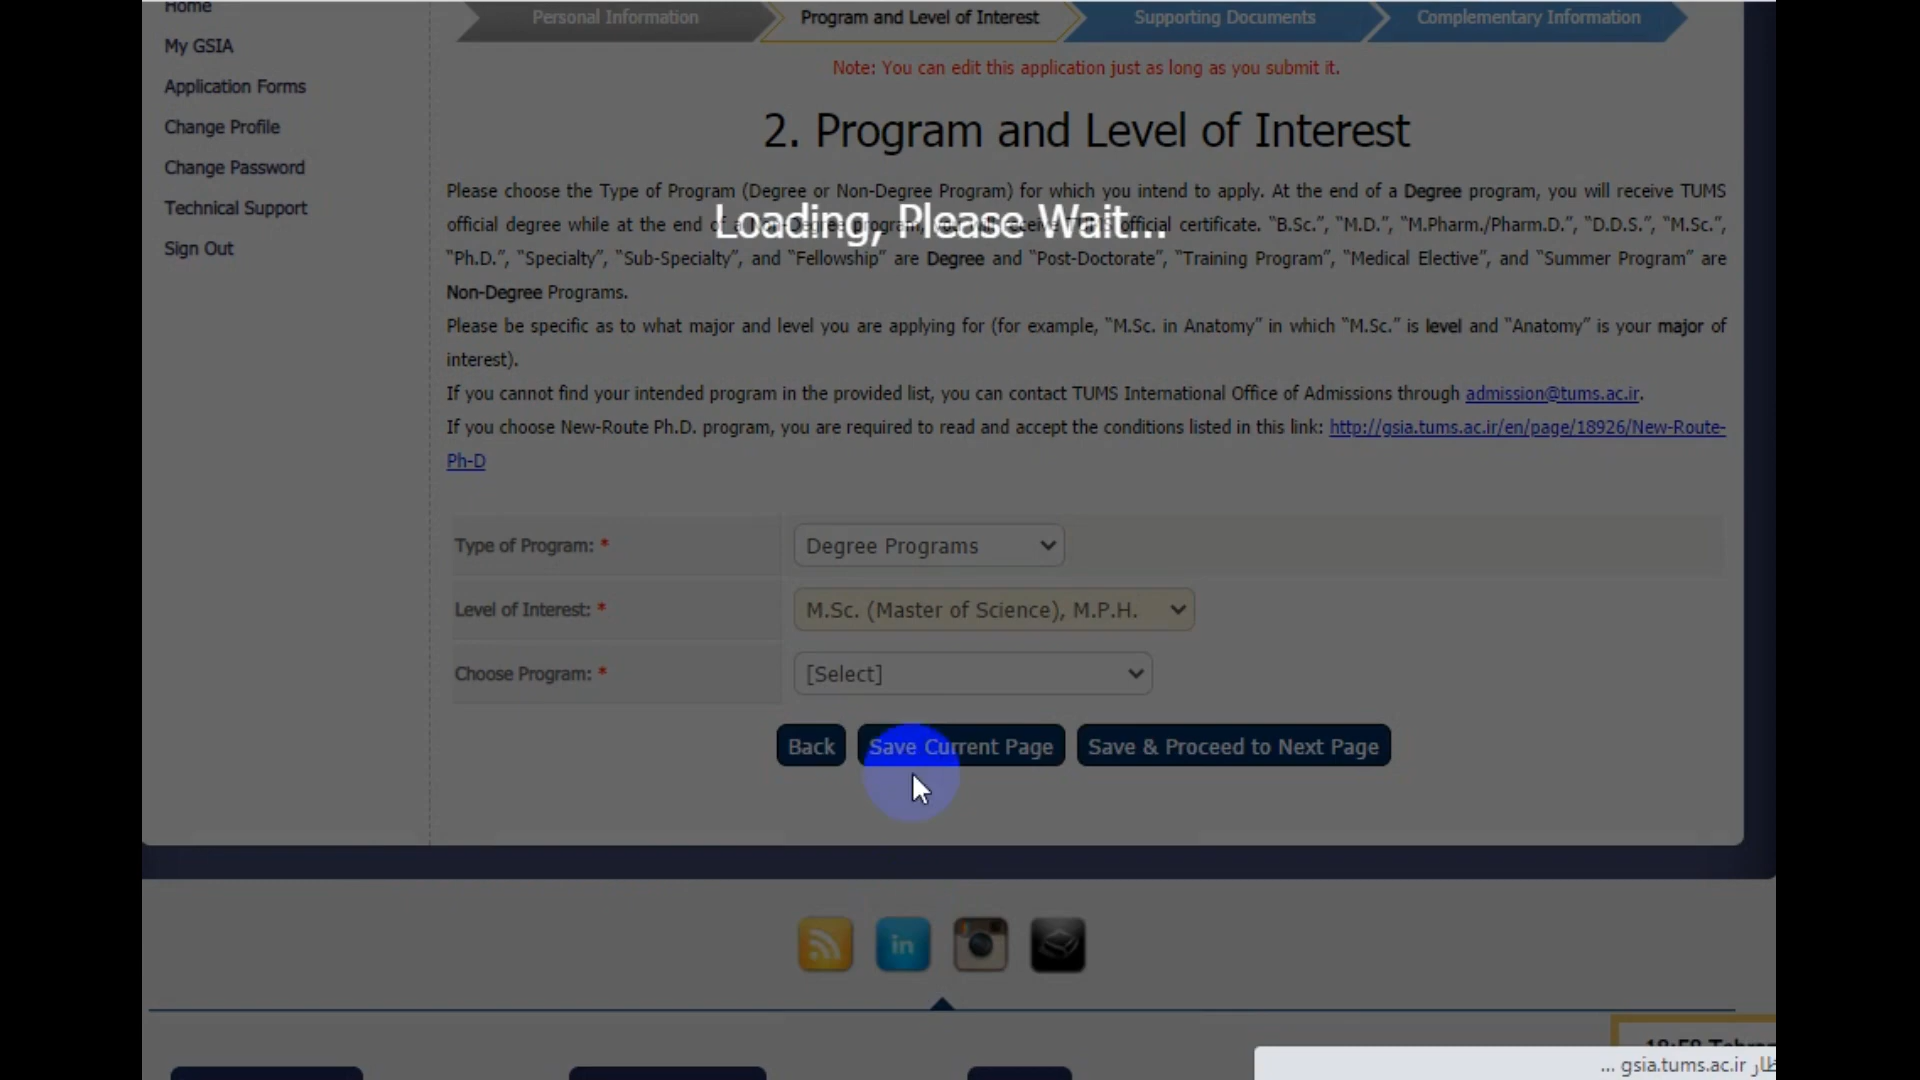 Home
My GSIA
Application Forms
Change Profile
Change Password
Technical Support
Sign Out
Personal Information
Program and Level of Interest
Supporting Documents
Complementary Information
Note: You can edit this application just as long as you submit it.
2. Program and Level of Interest
Please choose the Type of Program (Degree or Non-Degree Program) for which you intend to apply. At the end of a Degree program, you will receive TUMS
official degree while at the end of a Non-Degree program, you will receive TUMS official certificate. “B.Sc.”, “M.D.”, “M.Pharm./Pharm.D.”, “D.D.S.”, “M.Sc.”,
“Ph.D.”, “Specialty”, “Sub-Specialty”, and “Fellowship” are Degree and “Post-Doctorate”, “Training Program”, “Medical Elective”, and “Summer Program” are
Non-Degree Programs.
Loading, Please Wait...
Please be specific as to what major and level you are applying for (for example, “M.Sc. in Anatomy” in which “M.Sc.” is level and “Anatomy” is your major of
interest).
If you cannot find your intended program in the provided list, you can contact TUMS International Office of Admissions through admission@tums.ac.ir.
If you choose New-Route Ph.D. program, you are required to read and accept the conditions listed in this link: http://gsia.tums.ac.ir/en/page/18926/New-Route-
Ph-D
Type of Program: *
Degree Programs
Level of Interest: *
M.Sc. (Master of Science), M.P.H.
Choose Program: *
[Select]
Back
Save Current Page
Save & Proceed to Next Page
in
... gsia.tums.ac.ir